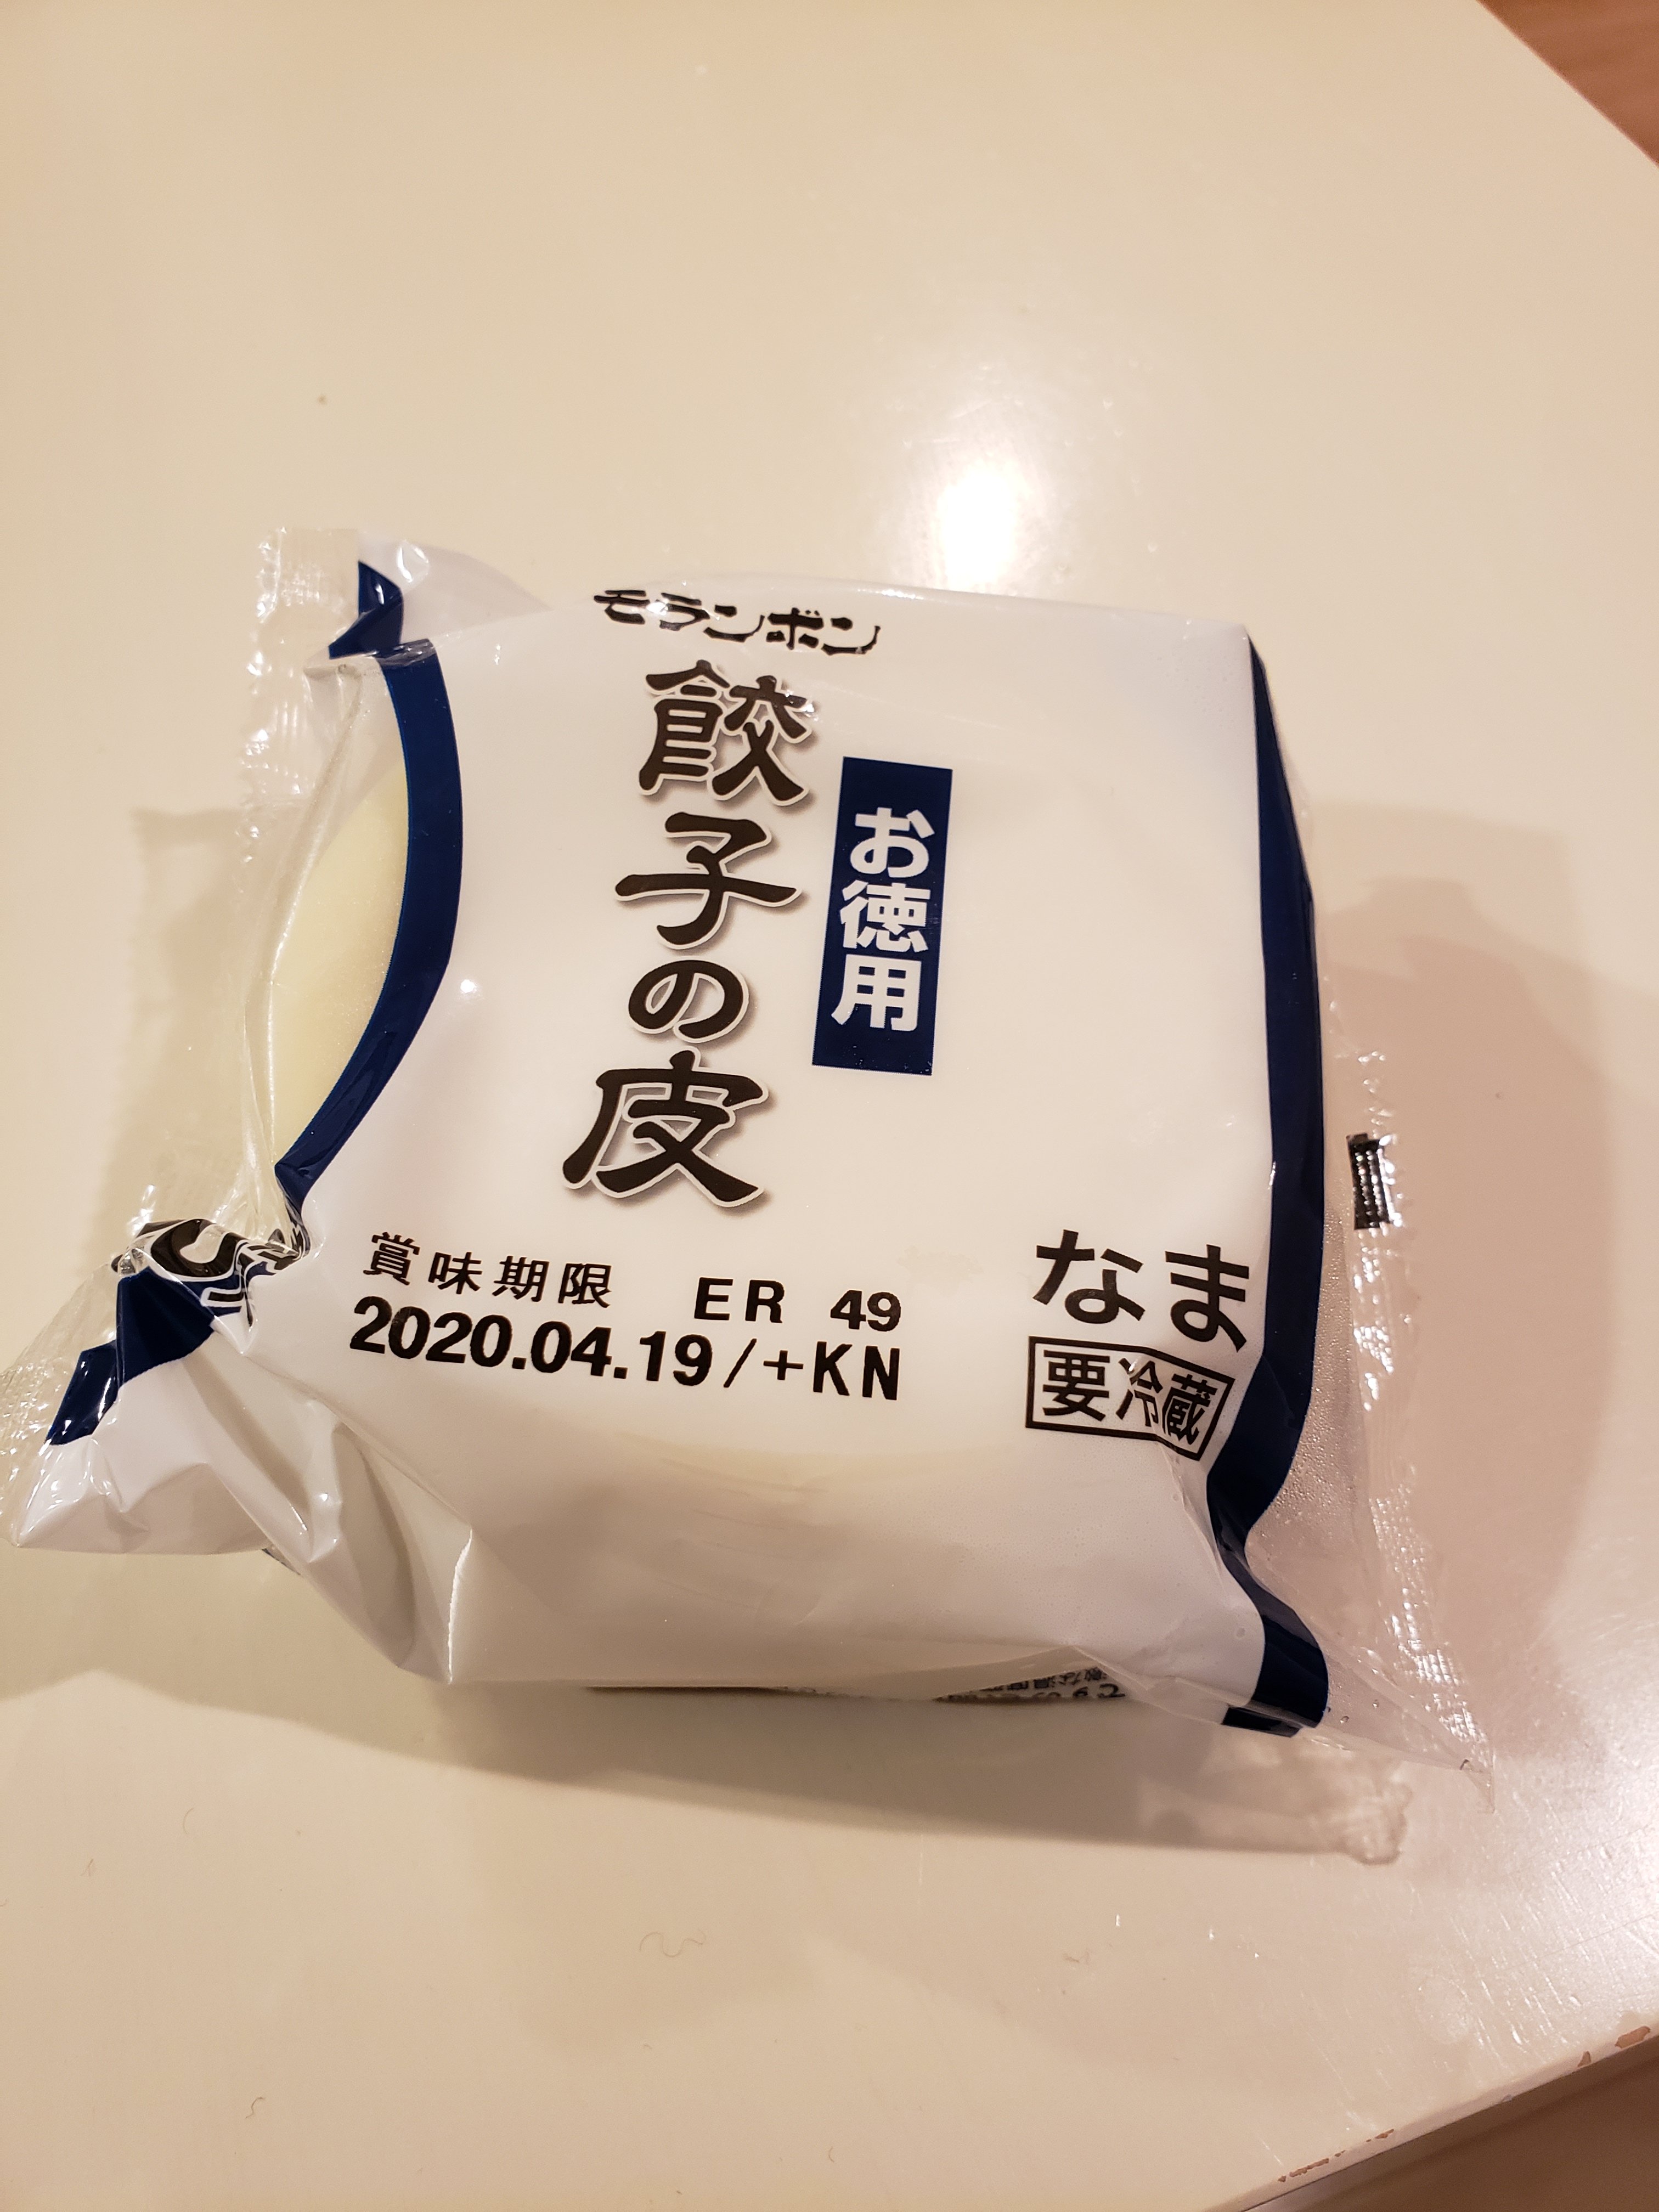 モランボン
お徳用
餃子の皮
賞味期限 ER 49
2020.04.19/+KN
なま
要冷蔵